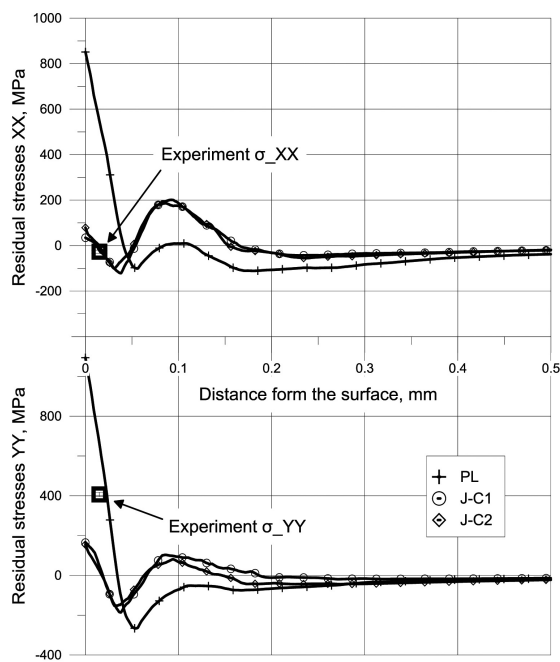 1000
800
600
400
200
0
-200
Residual stresses XX, MPa
Experiment σ_XX
0 0.1 0.2 0.3 0.4 0.5
Distance form the surface, mm
800
400
0
-400
Residual stresses YY, MPa
Experiment σ_YY
PL
J-C1
J-C2